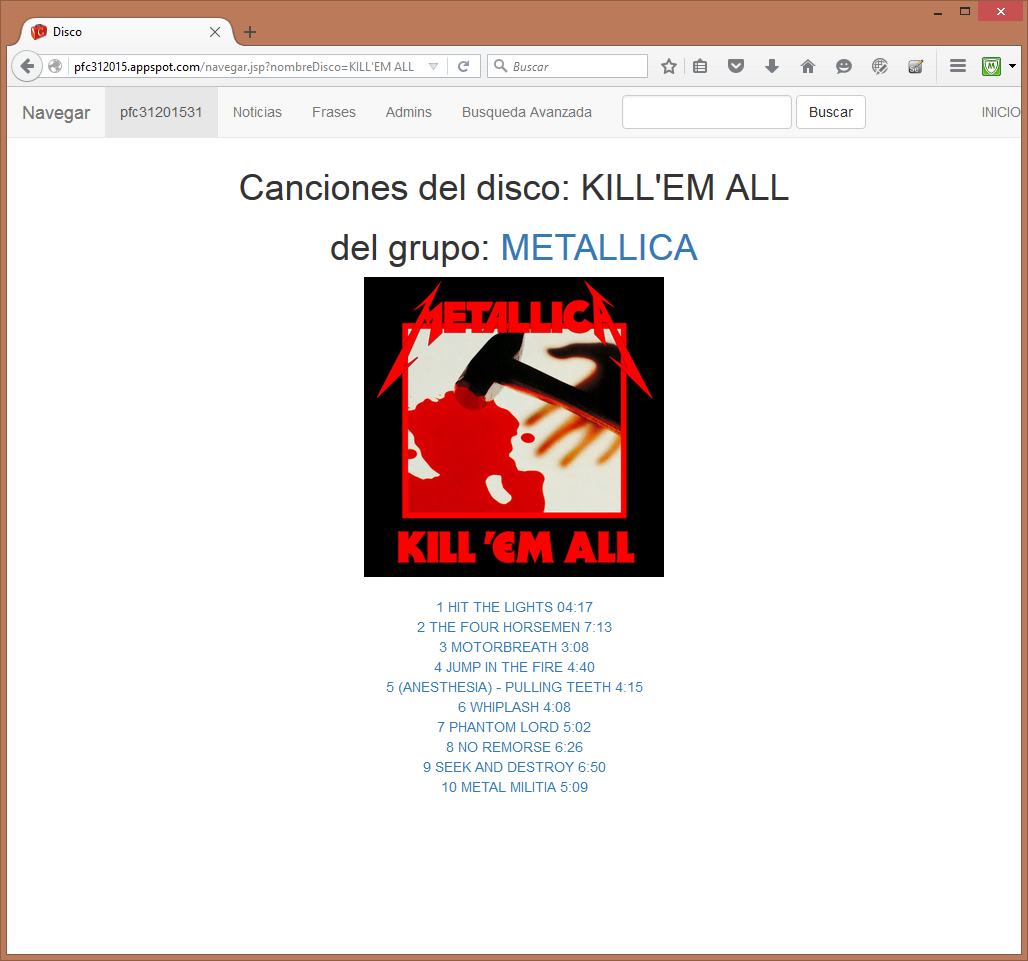 Disco
pfc312015.appspot.com/navegar.jsp?nombreDisco=KILL'EM ALL
Buscar
Navegar
pfc31201531
Noticias
Frases
Admins
Busqueda Avanzada
Buscar
INICIO
Canciones del disco: KILL'EM ALL
del grupo: METALLICA
METALLICA
KILL 'EM ALL
1 HIT THE LIGHTS 04:17
2 THE FOUR HORSEMEN 7:13
3 MOTORBREATH 3:08
4 JUMP IN THE FIRE 4:40
5 (ANESTHESIA) - PULLING TEETH 4:15
6 WHIPLASH 4:08
7 PHANTOM LORD 5:02
8 NO REMORSE 6:26
9 SEEK AND DESTROY 6:50
10 METAL MILITIA 5:09